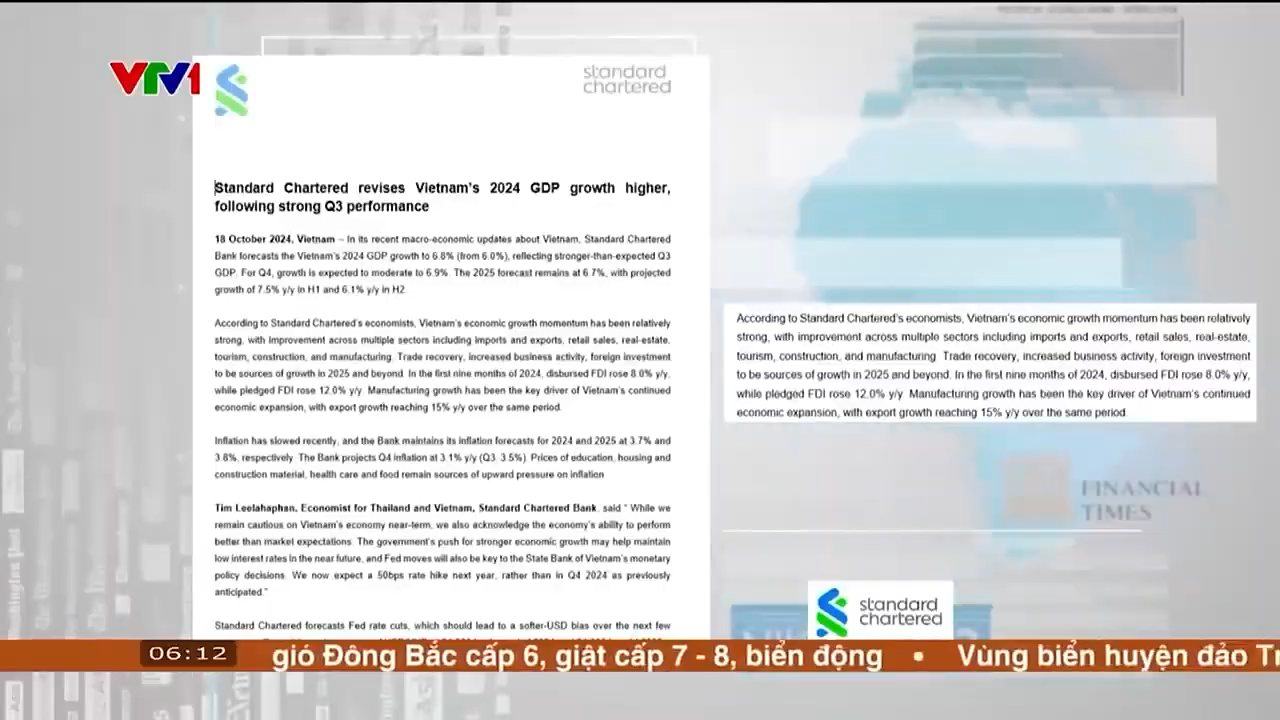 VTV1
standard
chartered
Standard Chartered revises Vietnam's 2024 GDP growth higher,
following strong Q3 performance
18 October 2024, Vietnam – In its recent macro-economic updates about Vietnam, Standard Chartered
Bank forecasts the Vietnam's 2024 GDP growth to 6.8% (from 6.0%), reflecting stronger-than-expected Q3
GDP. For Q4, growth is expected to moderate to 6.9%. The 2025 forecast remains at 6.7%, with projected
growth of 7.5% y/y in H1 and 6.1% y/y in H2.
According to Standard Chartered's economists, Vietnam's economic growth momentum has been relatively
strong, with improvement across multiple sectors including imports and exports, retail sales, real-estate,
tourism, construction, and manufacturing. Trade recovery, increased business activity, foreign investment
to be sources of growth in 2025 and beyond. In the first nine months of 2024, disbursed FDI rose 8.0% y/y,
while pledged FDI rose 12.0% y/y. Manufacturing growth has been the key driver of Vietnam's continued
economic expansion, with export growth reaching 15% y/y over the same period.
Inflation has slowed recently, and the Bank maintains its inflation forecasts for 2024 and 2025 at 3.7% and
3.8%, respectively. The Bank projects Q4 inflation at 3.1% y/y (Q3: 3.5%). Prices of education, housing and
construction material, health care and food remain sources of upward pressure on inflation
Tim Leelahaphan, Economist for Thailand and Vietnam, Standard Chartered Bank, said " While we
remain cautious on Vietnam's economy near-term, we also acknowledge the economy's ability to perform
better than market expectations. The government's push for stronger economic growth may help maintain
low interest rates in the near future, and Fed moves will also be key to the State Bank of Vietnam's monetary
policy decisions. We now expect a 50bps rate hike next year, rather than in Q4 2024 as previously
anticipated."
Standard Chartered forecasts Fed rate cuts, which should lead to a softer-USD bias over the next few
According to Standard Chartered's economists, Vietnam's economic growth momentum has been relatively
strong, with improvement across multiple sectors including imports and exports, retail sales, real-estate,
tourism, construction, and manufacturing. Trade recovery, increased business activity, foreign investment
to be sources of growth in 2025 and beyond. In the first nine months of 2024, disbursed FDI rose 8.0% y/y,
while pledged FDI rose 12.0% y/y. Manufacturing growth has been the key driver of Vietnam's continued
economic expansion, with export growth reaching 15% y/y over the same period.
FINANCIAL
TIMES
standard
chartered
06:12 gió Đông Bắc cấp 6, giật cấp 7 - 8, biển động • Vùng biển huyện đảo Tr